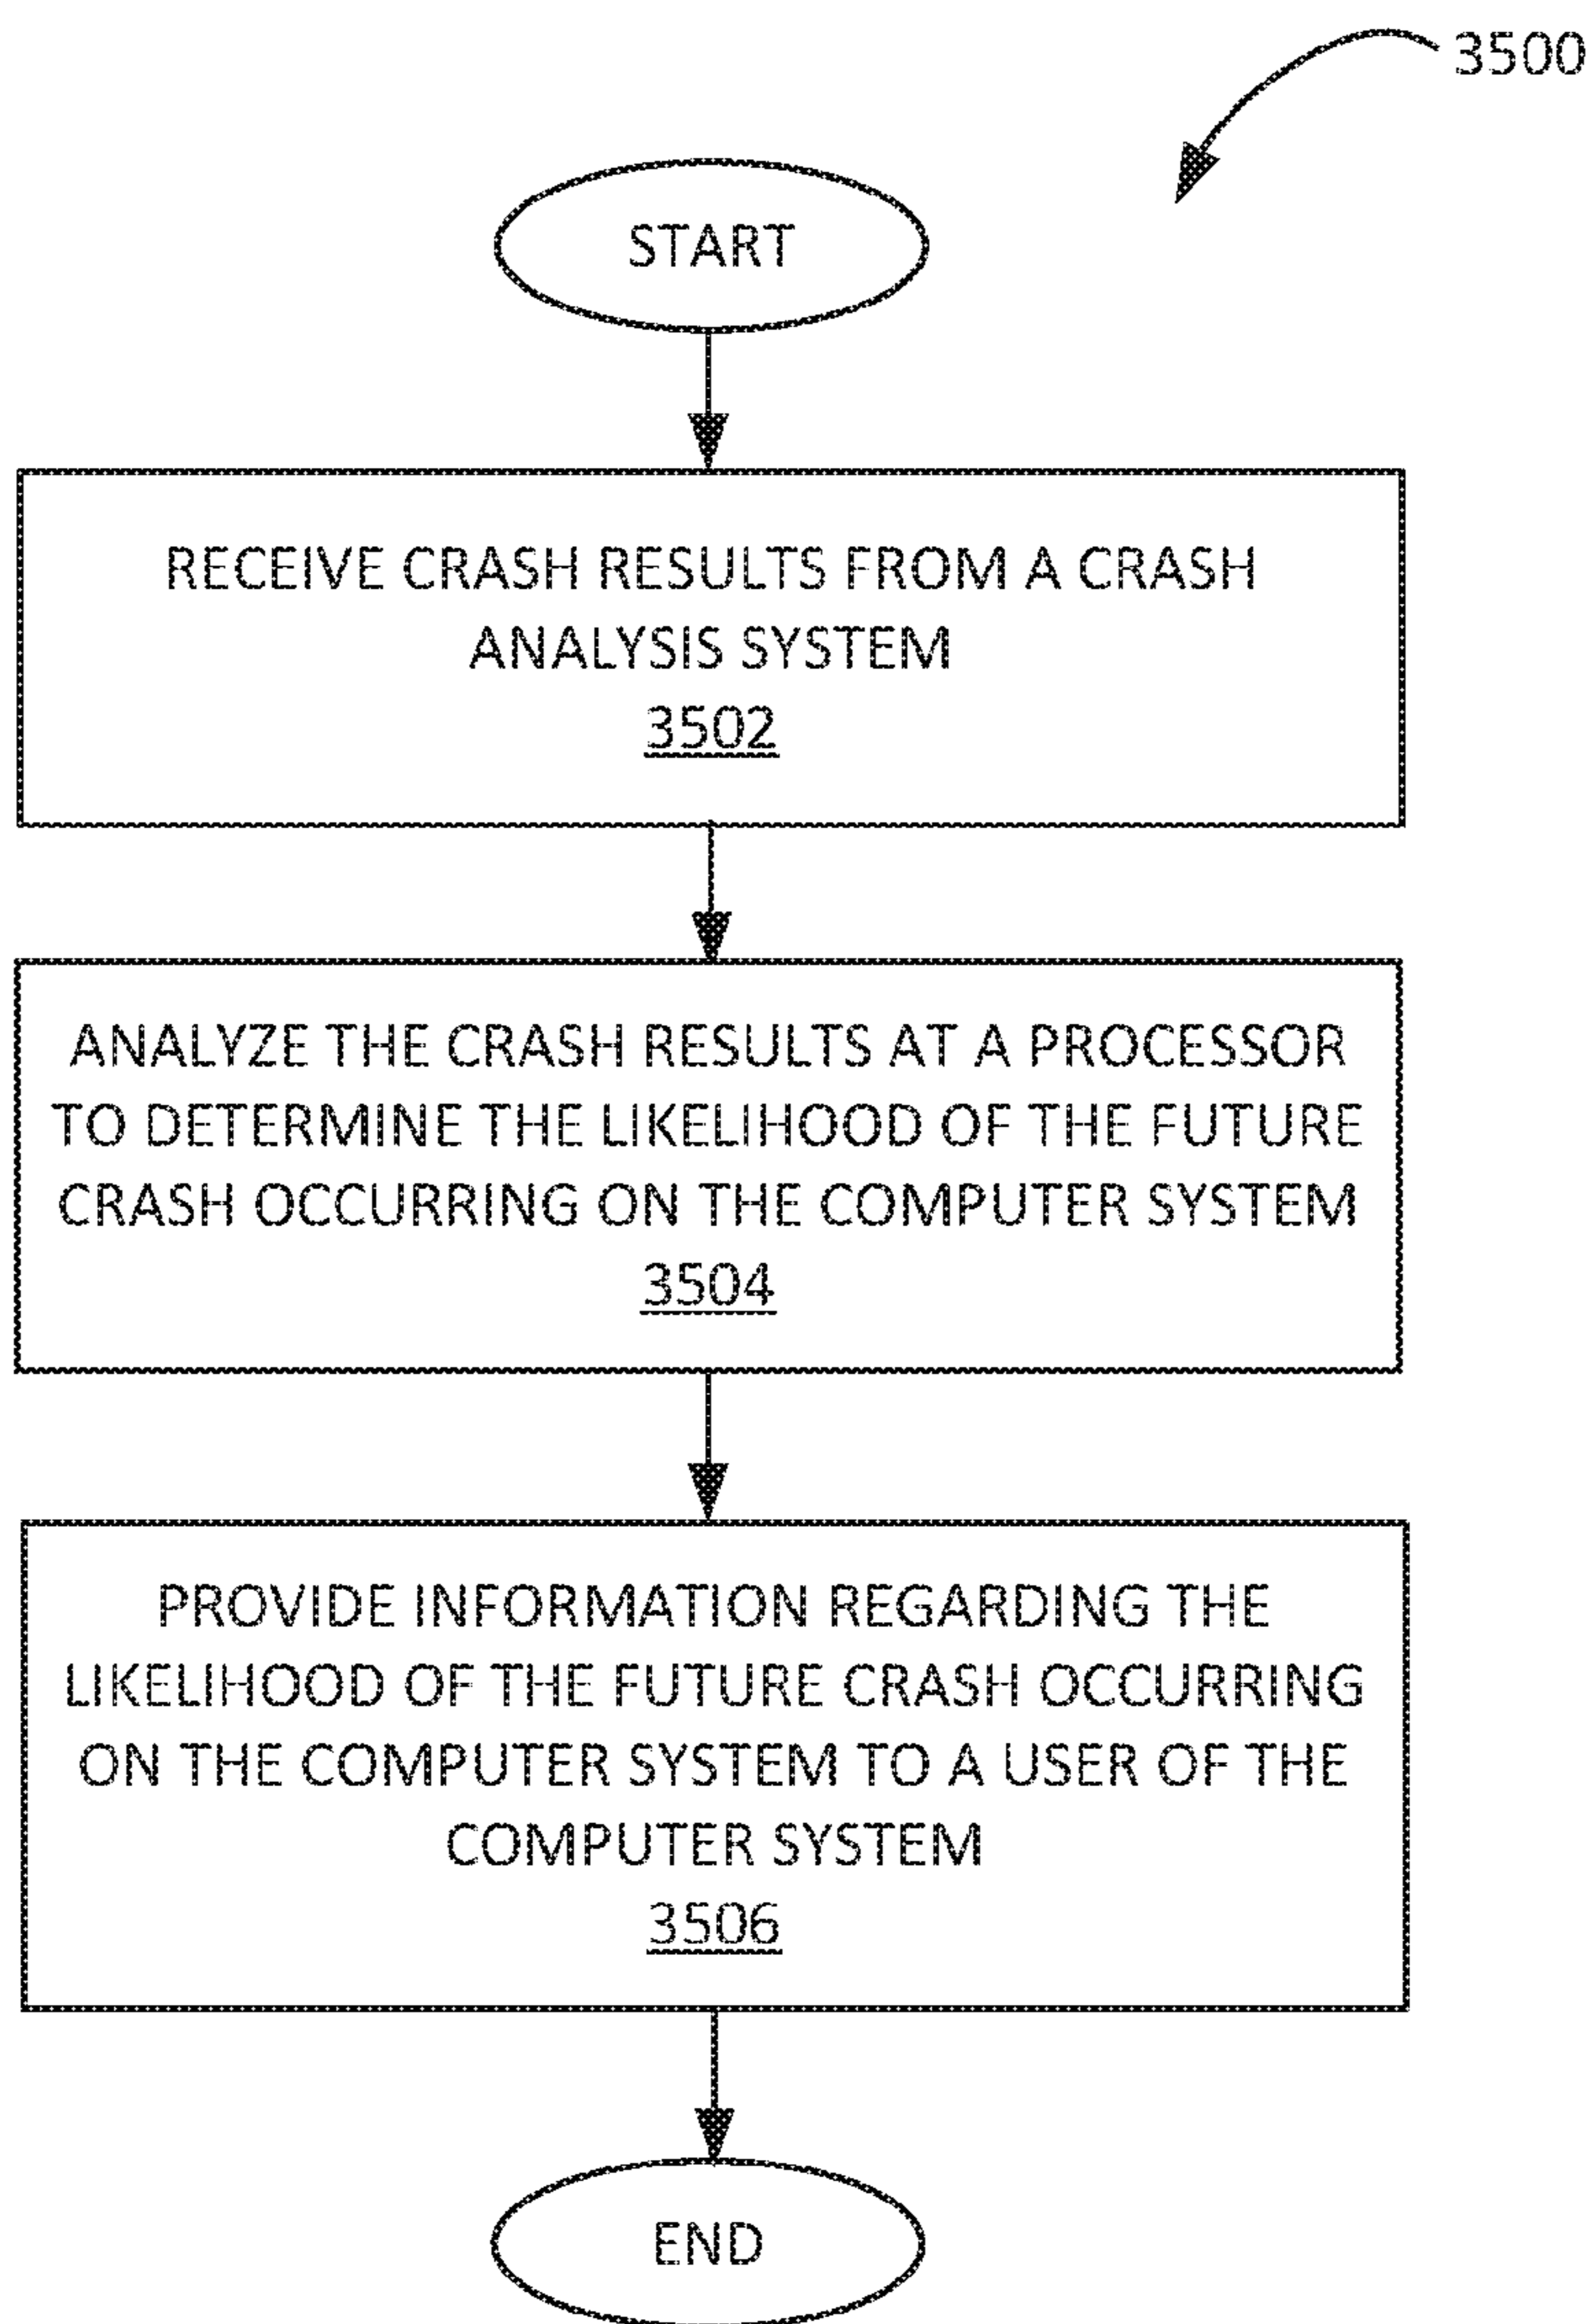 3500
START
RECEIVE CRASH RESULTS FROM A CRASH
ANALYSIS SYSTEM
3502
ANALYZE THE CRASH RESULTS AT A PROCESSOR
TO DETERMINE THE LIKELIHOOD OF THE FUTURE
CRASH OCCURRING ON THE COMPUTER SYSTEM
3504
PROVIDE INFORMATION REGARDING THE
LIKELIHOOD OF THE FUTURE CRASH OCCURRING
ON THE COMPUTER SYSTEM TO A USER OF THE
COMPUTER SYSTEM
3506
END